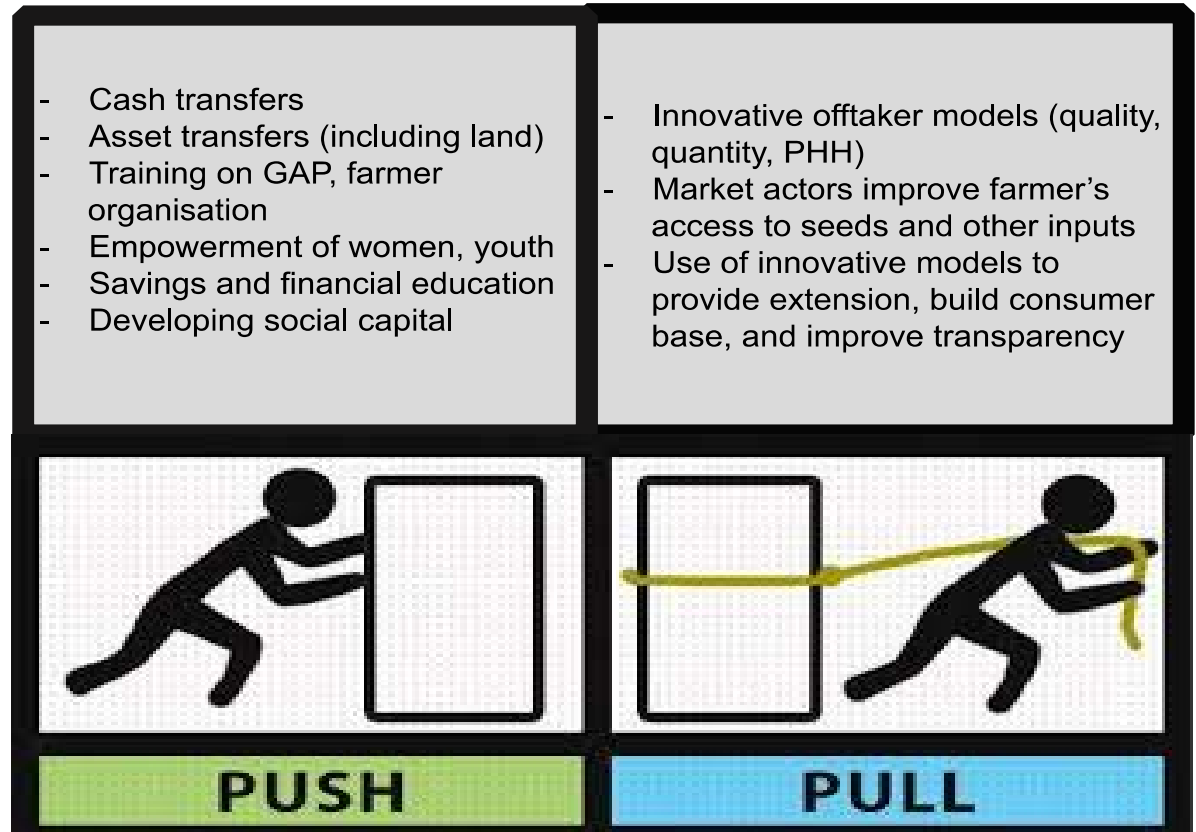 - Cash transfers
- Asset transfers (including land)
- Training on GAP, farmer
organisation
- Empowerment of women, youth
- Savings and financial education
- Developing social capital
- Innovative offtaker models (quality,
quantity, PHH)
- Market actors improve farmer's
access to seeds and other inputs
- Use of innovative models to
provide extension, build consumer
base, and improve transparency
PUSH
PULL